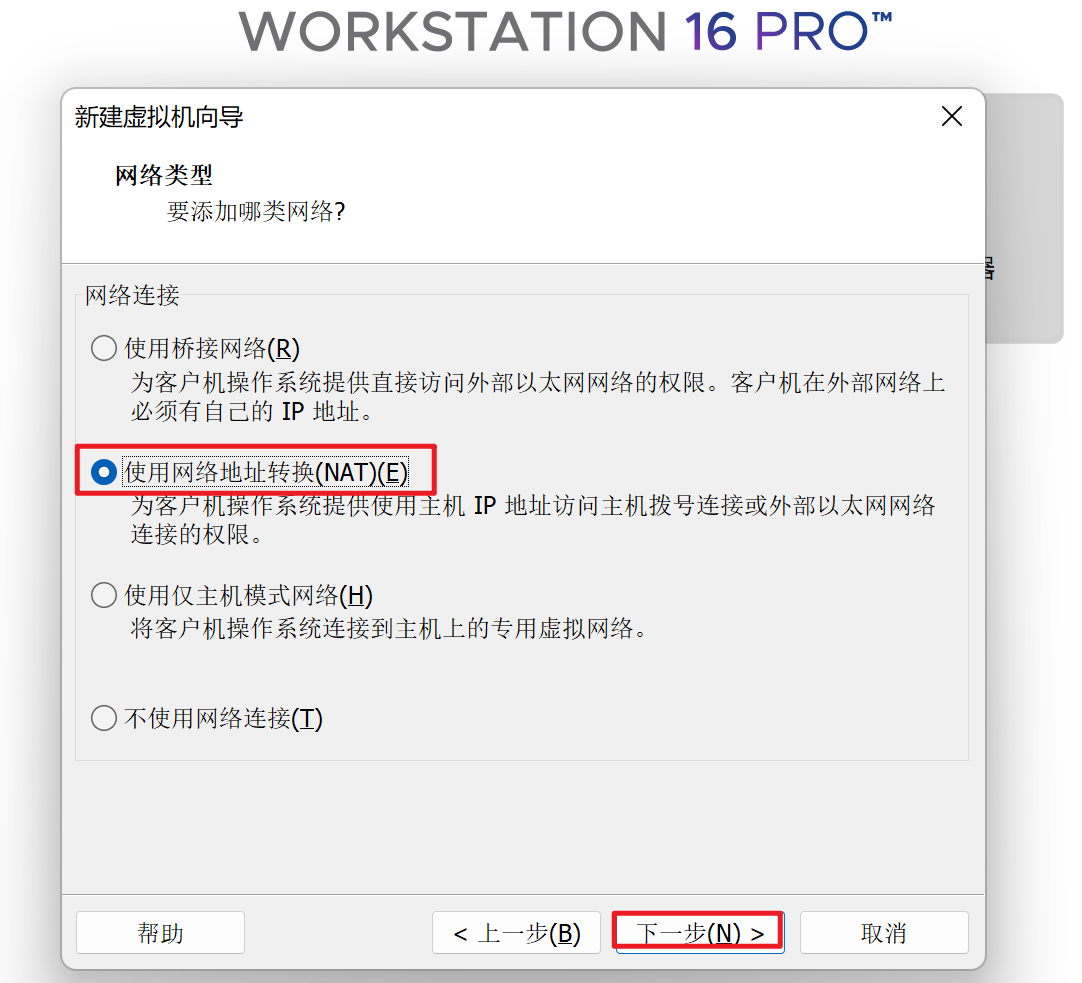 WORKSTATION 16 PRO™
新建虚拟机向导
网络类型
要添加哪类网络?
器
网络连接
使用桥接网络(R)
为客户机操作系统提供直接访问外部以太网网络的权限。客户机在外部网络上
必须有自己的 IP 地址。
使用网络地址转换(NAT)(E)
为客户机操作系统提供使用主机 IP 地址访问主机拨号连接或外部以太网网络
连接的权限。
使用仅主机模式网络(H)
将客户机操作系统连接到主机上的专用虚拟网络。
不使用网络连接(T)
帮助
< 上一步(B)
下一步(N) >
取消